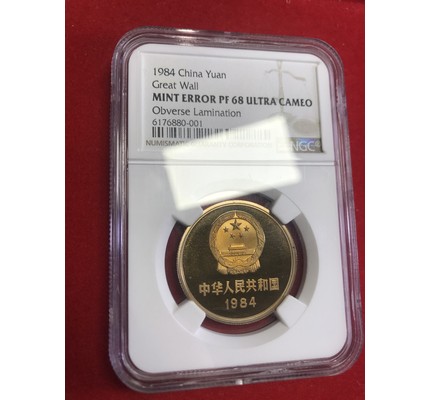 1984 China Yuan
Great Wall
MINT ERROR PF 68 ULTRA CAMEO
Obverse Lamination
6176880-001
NGC
中华人民共和国
1984